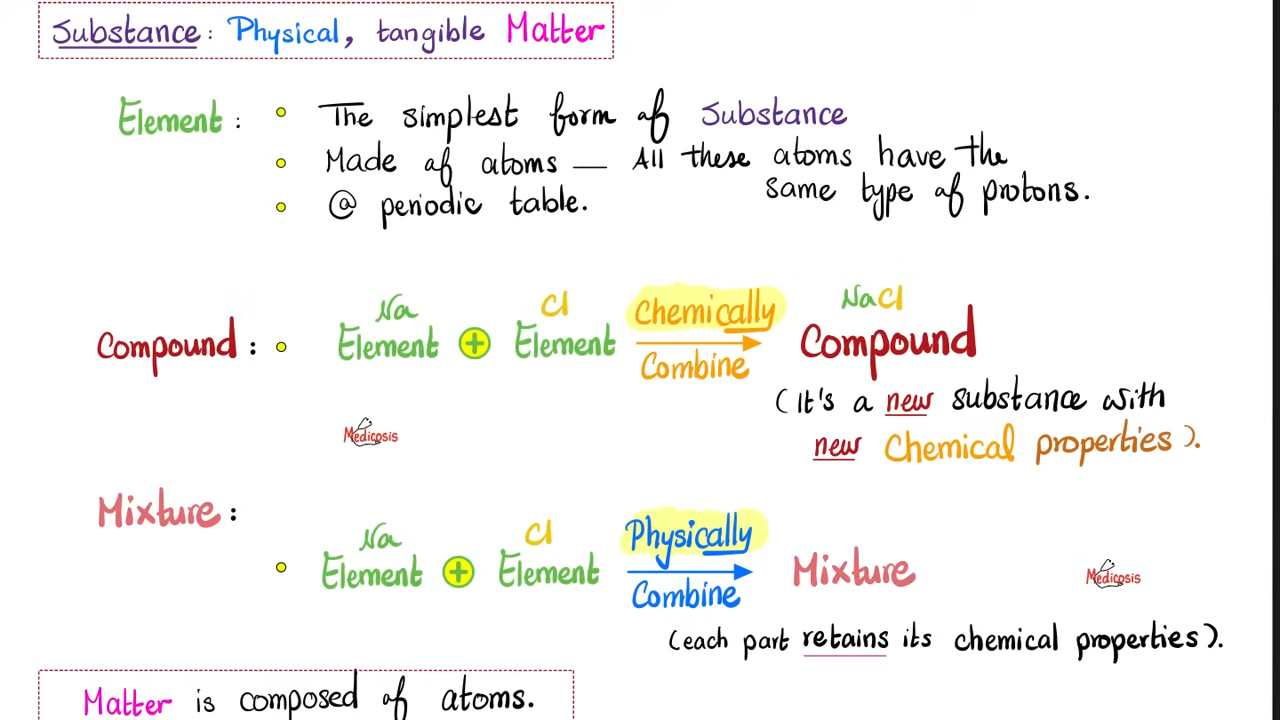 Substance: Physical, tangible Matter
Element: • The simplest form of Substance
• Made of atoms — All these atoms have the
same type of protons.
• @ periodic table.
Na Cl NaCl
Compound: • Element + Element Chemically Combine Compound
(It's a new substance with
new Chemical properties).
Medicosis
Mixture:
Na Cl
• Element + Element Physically Combine Mixture
Medicosis
(each part retains its chemical properties).
Matter is composed of atoms.